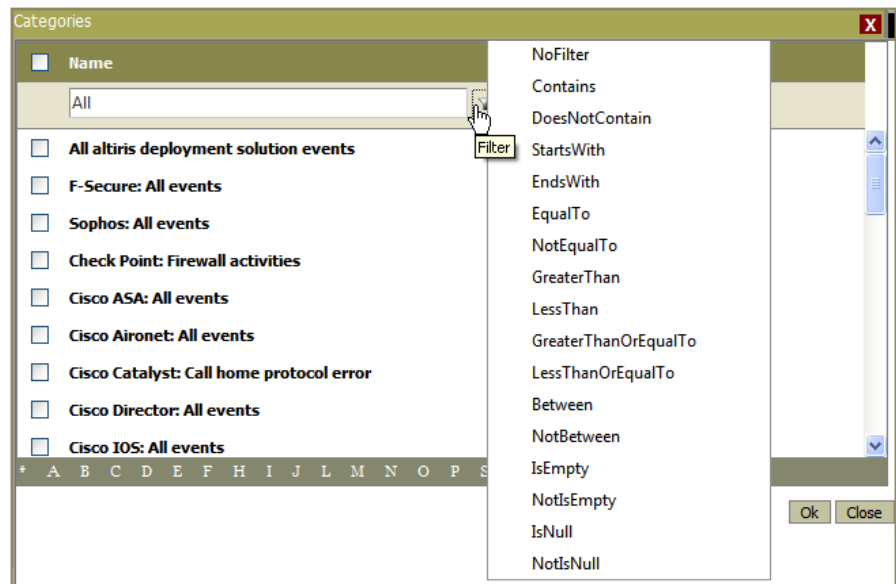 Categories
X
Name
All
Filter
All altiris deployment solution events
F-Secure: All events
Sophos: All events
Check Point: Firewall activities
Cisco ASA: All events
Cisco Aironet: All events
Cisco Catalyst: Call home protocol error
Cisco Director: All events
Cisco IOS: All events
* A B C D E F H I J L M N O P S
NoFilter
Contains
DoesNotContain
StartsWith
EndsWith
EqualTo
NotEqualTo
GreaterThan
LessThan
GreaterThanOrEqualTo
LessThanOrEqualTo
Between
NotBetween
IsEmpty
NotIsEmpty
IsNull
NotIsNull
Ok Close